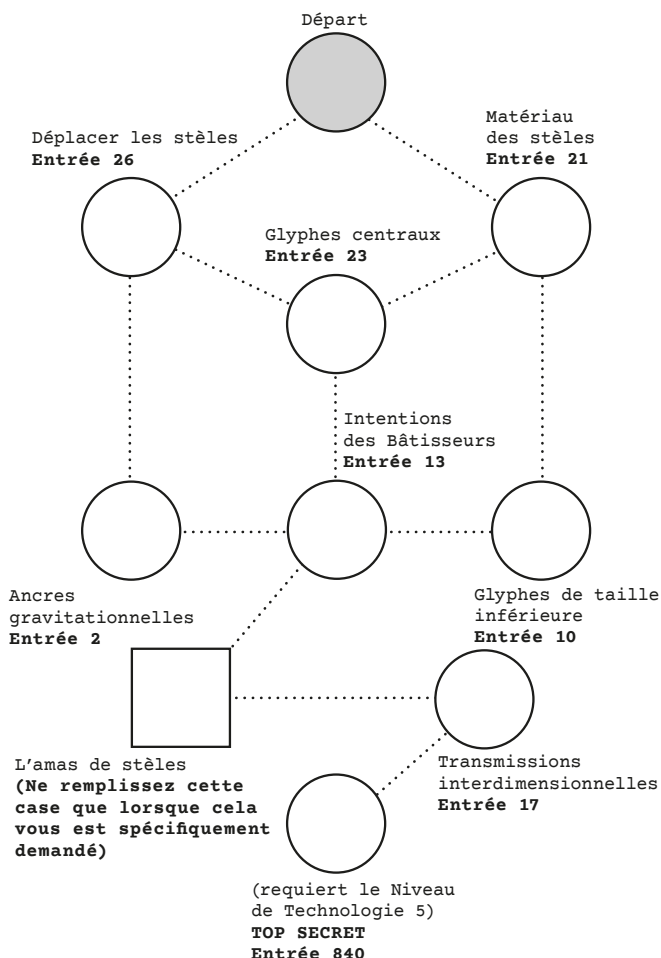 Départ
Matériau
des stèles
Entrée 21
Déplacer les stèles
Entrée 26
Glyphes centraux
Entrée 23
Intentions
des Bâtisseurs
Entrée 13
Ancres
gravitationnelles
Entrée 2
Glyphes de taille
inférieure
Entrée 10
L'amas de stèles
(Ne remplissez cette
case que lorsque cela
vous est spécifiquement
demandé)
Transmissions
interdimensionnelles
Entrée 17
(requiert le Niveau
de Technologie 5)
TOP SECRET
Entrée 840